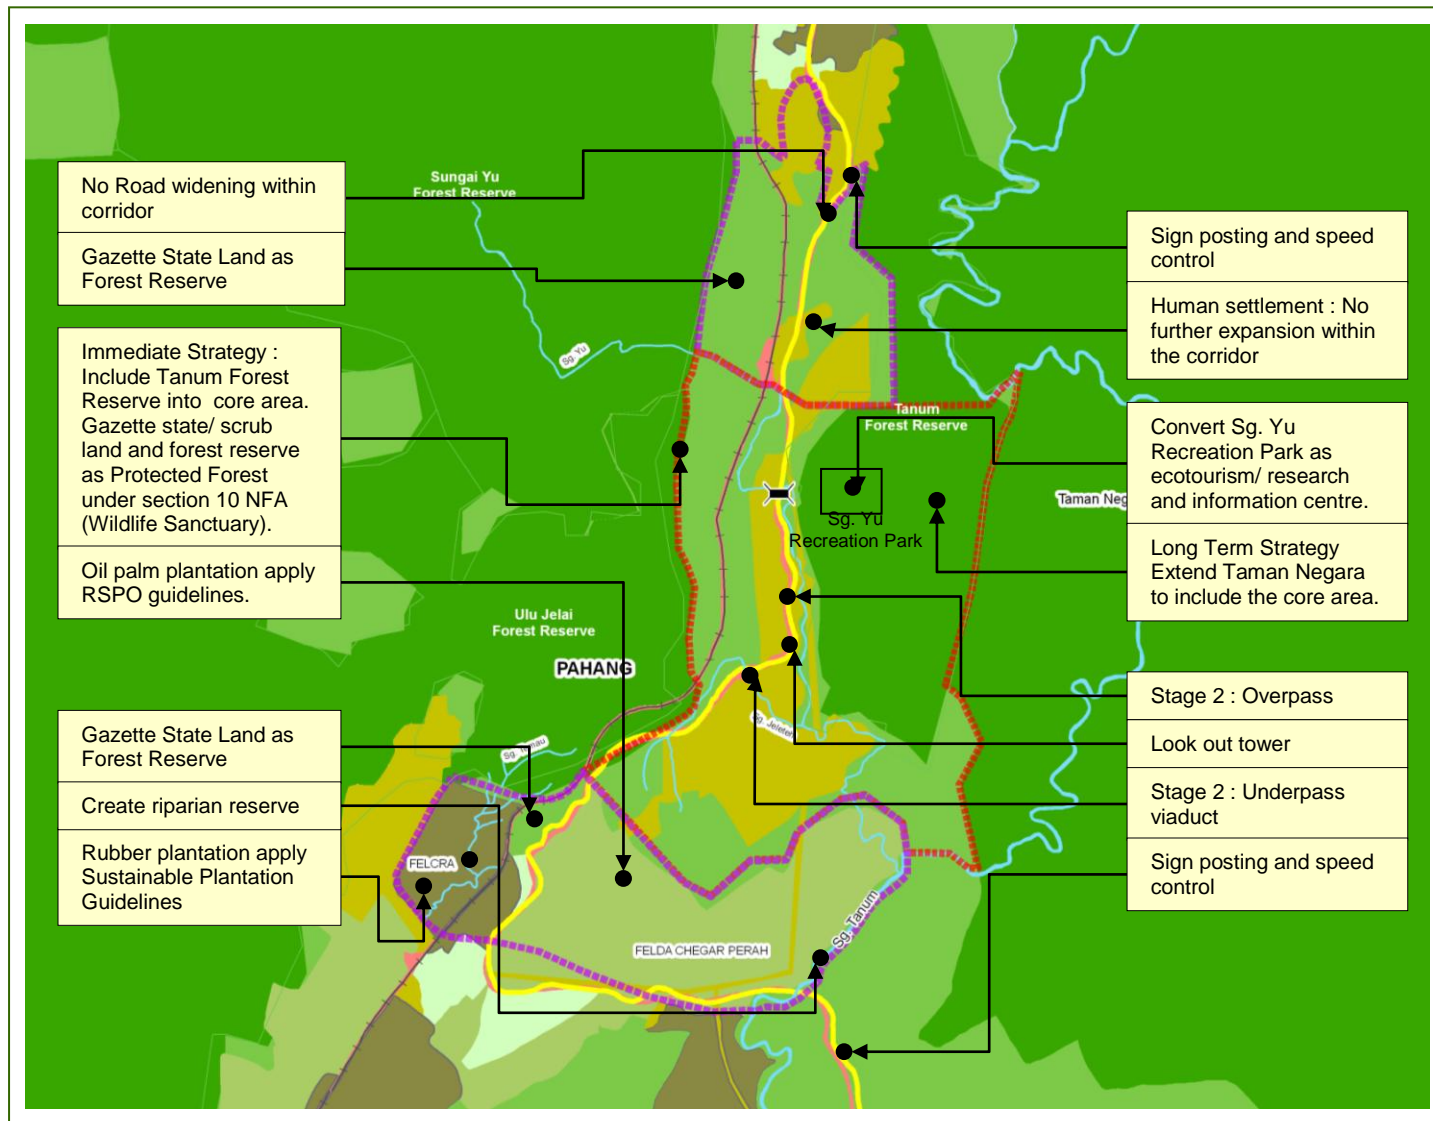 No Road widening within
corridor
Gazette State Land as
Forest Reserve
Immediate Strategy :
Include Tanum Forest
Reserve into core area.
Gazette state/ scrub
land and forest reserve
as Protected Forest
under section 10 NFA
(Wildlife Sanctuary).
Oil palm plantation apply
RSPO guidelines.
Gazette State Land as
Forest Reserve
Create riparian reserve
Rubber plantation apply
Sustainable Plantation
Guidelines
Sungai Yu
Forest Reserve
Sg. Yu
Tanum
Forest Reserve
Sg. Yu
Recreation Park
Taman Neg
Ulu Jelai
Forest Reserve
PAHANG
Sg.
Sg.
FELCRA
FELDA CHEGAR PERAH
Sg. Tanum
Sign posting and speed
control
Human settlement : No
further expansion within
the corridor
Convert Sg. Yu
Recreation Park as
ecotourism/ research
and information centre.
Long Term Strategy
Extend Taman Negara
to include the core area.
Stage 2 : Overpass
Look out tower
Stage 2 : Underpass
viaduct
Sign posting and speed
control